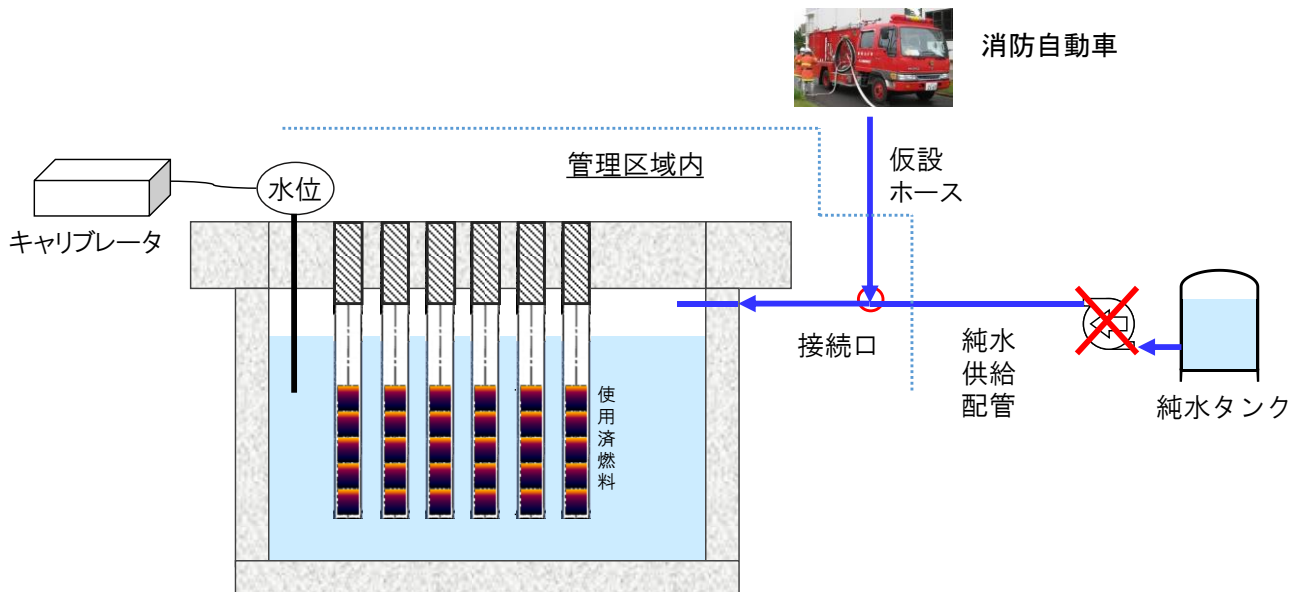 消防自動車
管理区域内
仮設
ホース
水位
キャリブレータ
接続口
純水
供給
配管
純水タンク
使用済燃料